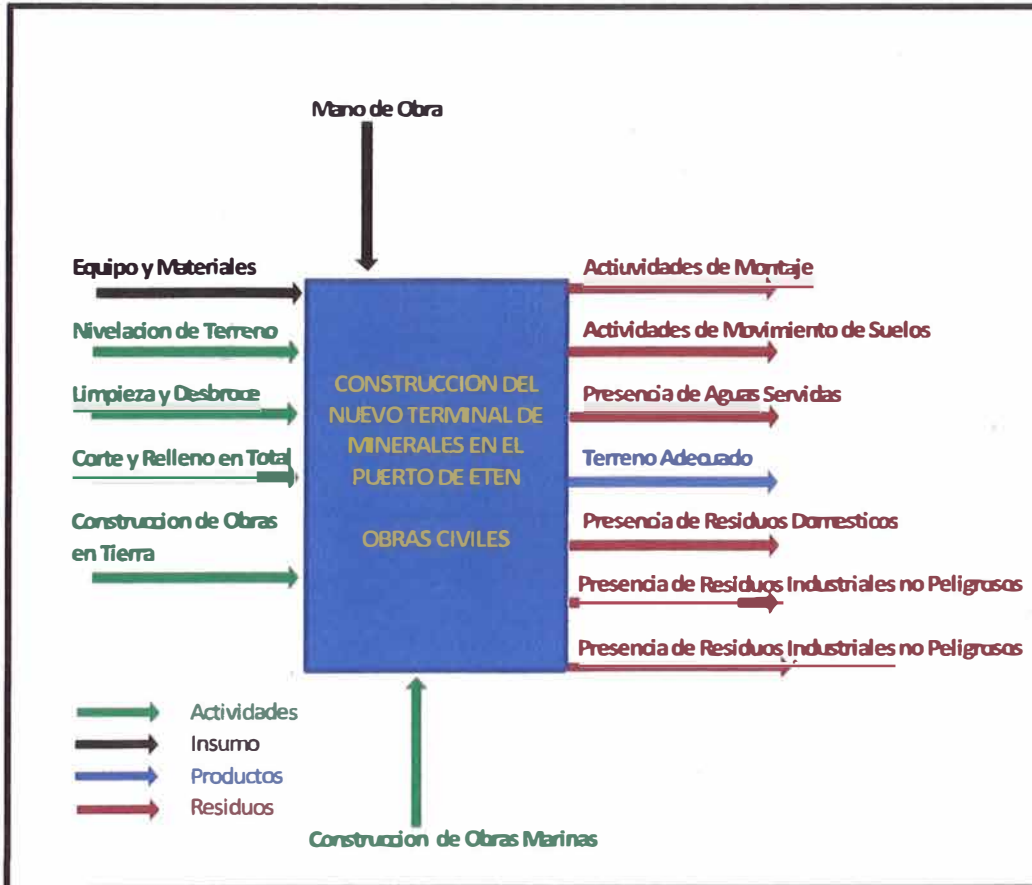 Mano de Obra
Equipo y Materiales
Nivelacion de Terreno
Limpieza y Desbroce
Corte y Relleno en Total
Construccion de Obras
en Tierra
CONSTRUCCION DEL
NUEVO TERMINAL DE
MINERALES EN EL
PUERTO DE ETEN
OBRAS CIVILES
Actiuvidades de Montaje
Actividades de Movimiento de Suelos
Presencia de Aguas Servidas
Terreno Adecuado
Presencia de Residuos Domesticos
Presencia de Residuos Industriales no Peligrosos
Presencia de Residuos Industriales no Peligrosos
Actividades
Insumo
Productos
Residuos
Construccion de Obras Marinas